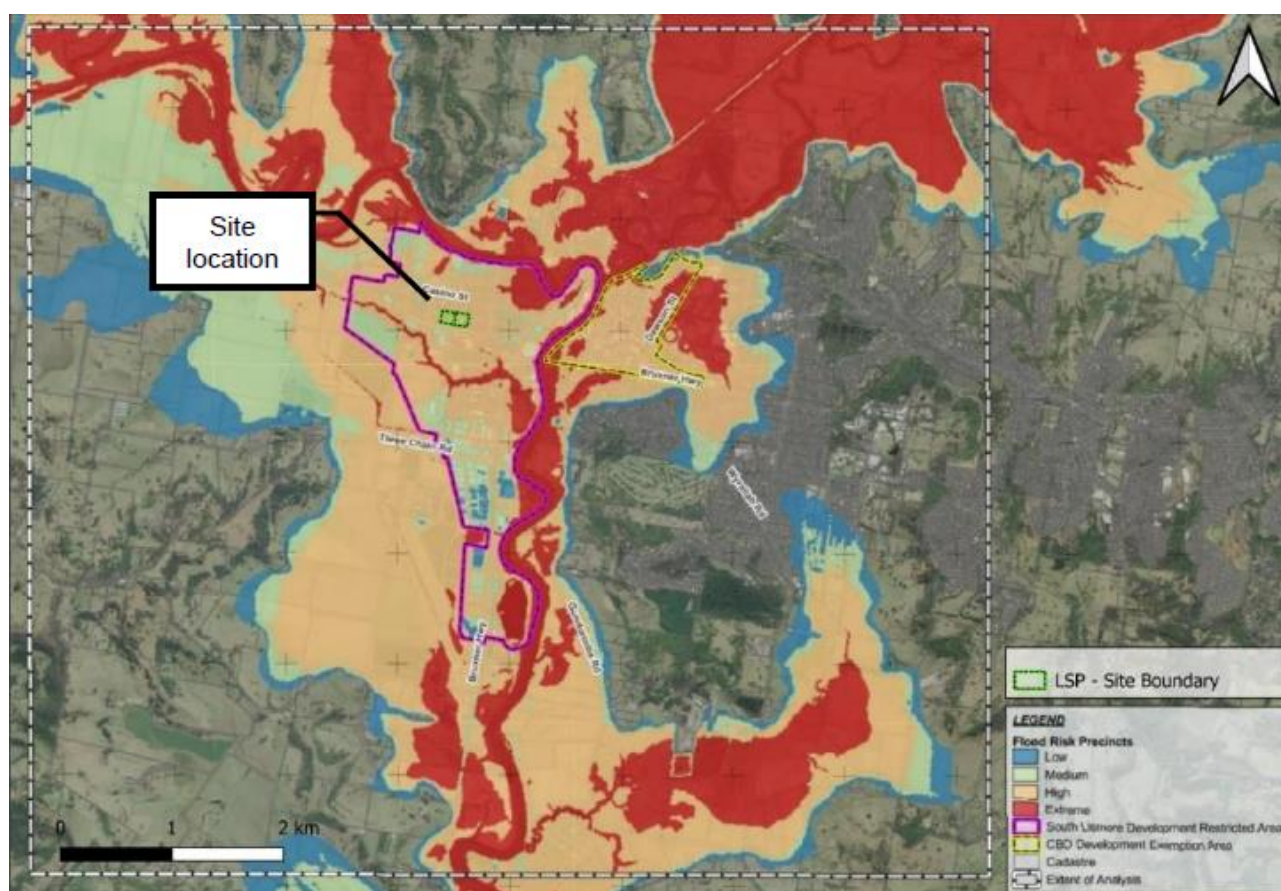 Site
location
Casino St
Dawson St
Bruxner Hwy
Three Chain Rd
Wyrallah Rd
Bruxner Hwy
Gundurimba Rd
0 1 2 km
LSP - Site Boundary
LEGEND
Flood Risk Precincts
Low
Medium
High
Extreme
South Lismore Development Restricted Area
CBD Development Exemption Area
Cadastre
Extent of Analysis